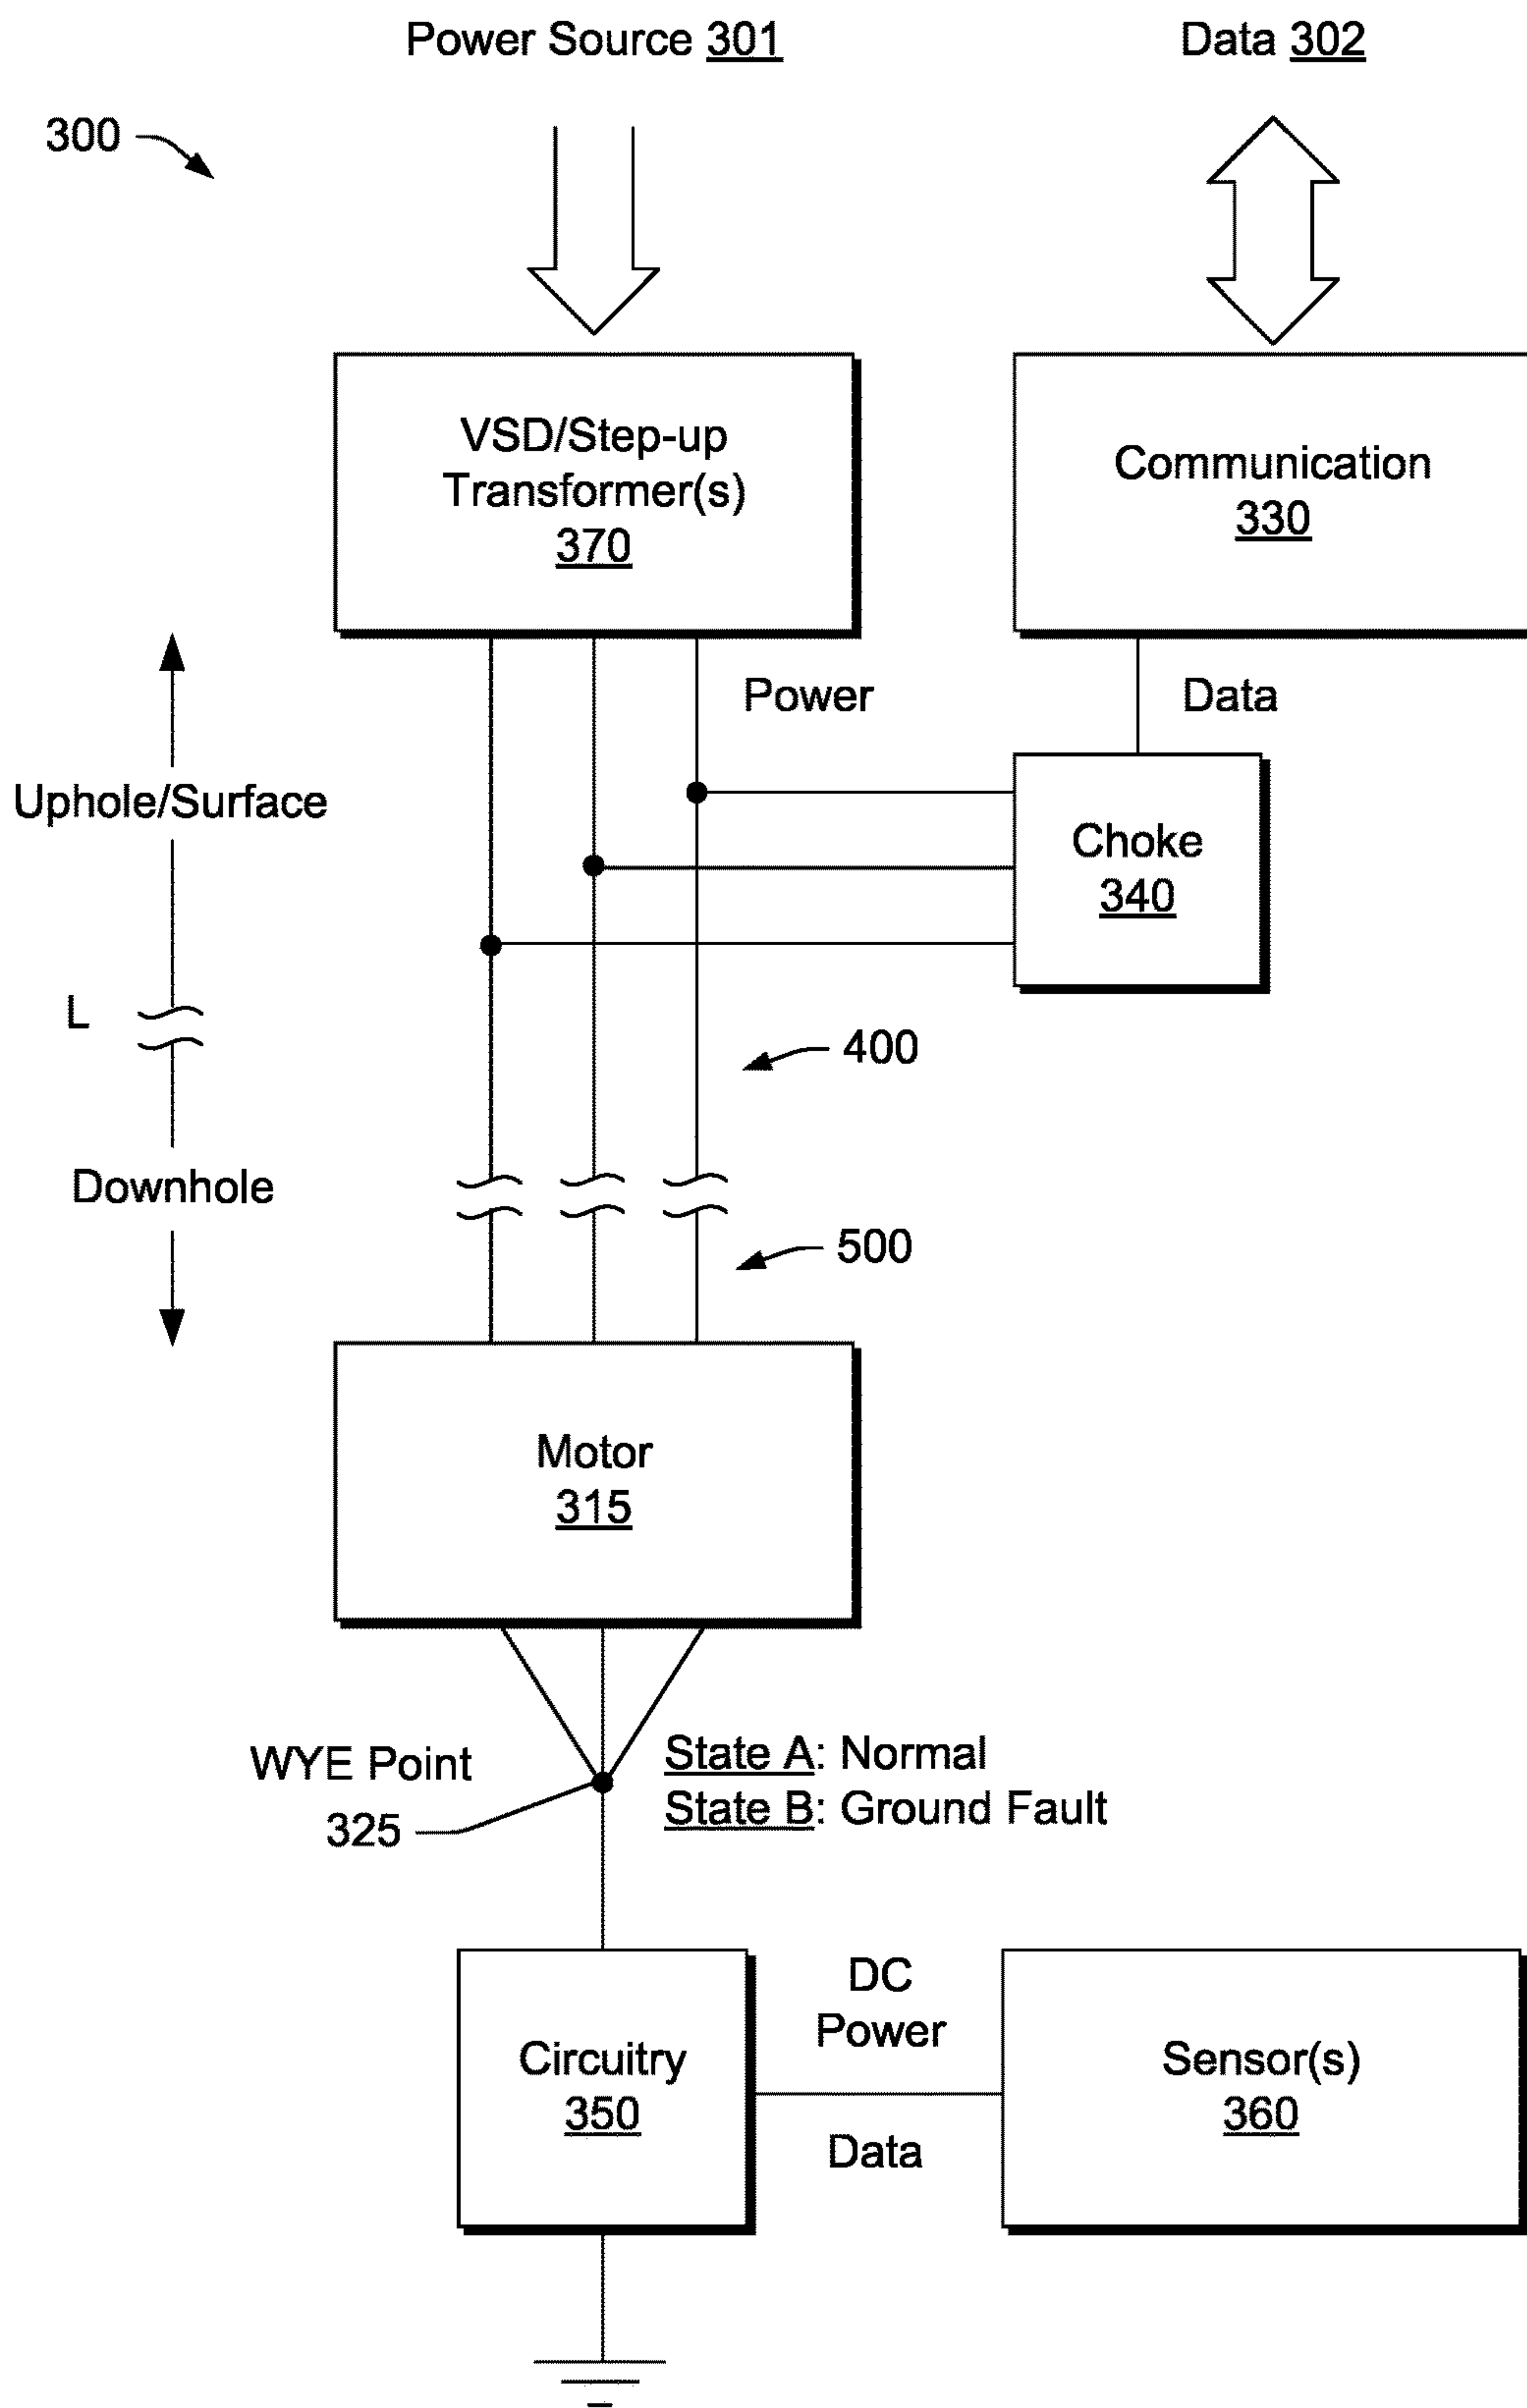 Power Source 301
Data 302
300
VSD/Step-up
Transformer(s)
370
Communication
330
Power
Data
Uphole/Surface
Choke
340
L
400
Downhole
500
Motor
315
WYE Point
325
State A: Normal
State B: Ground Fault
Circuitry
350
DC
Power
Data
Sensor(s)
360